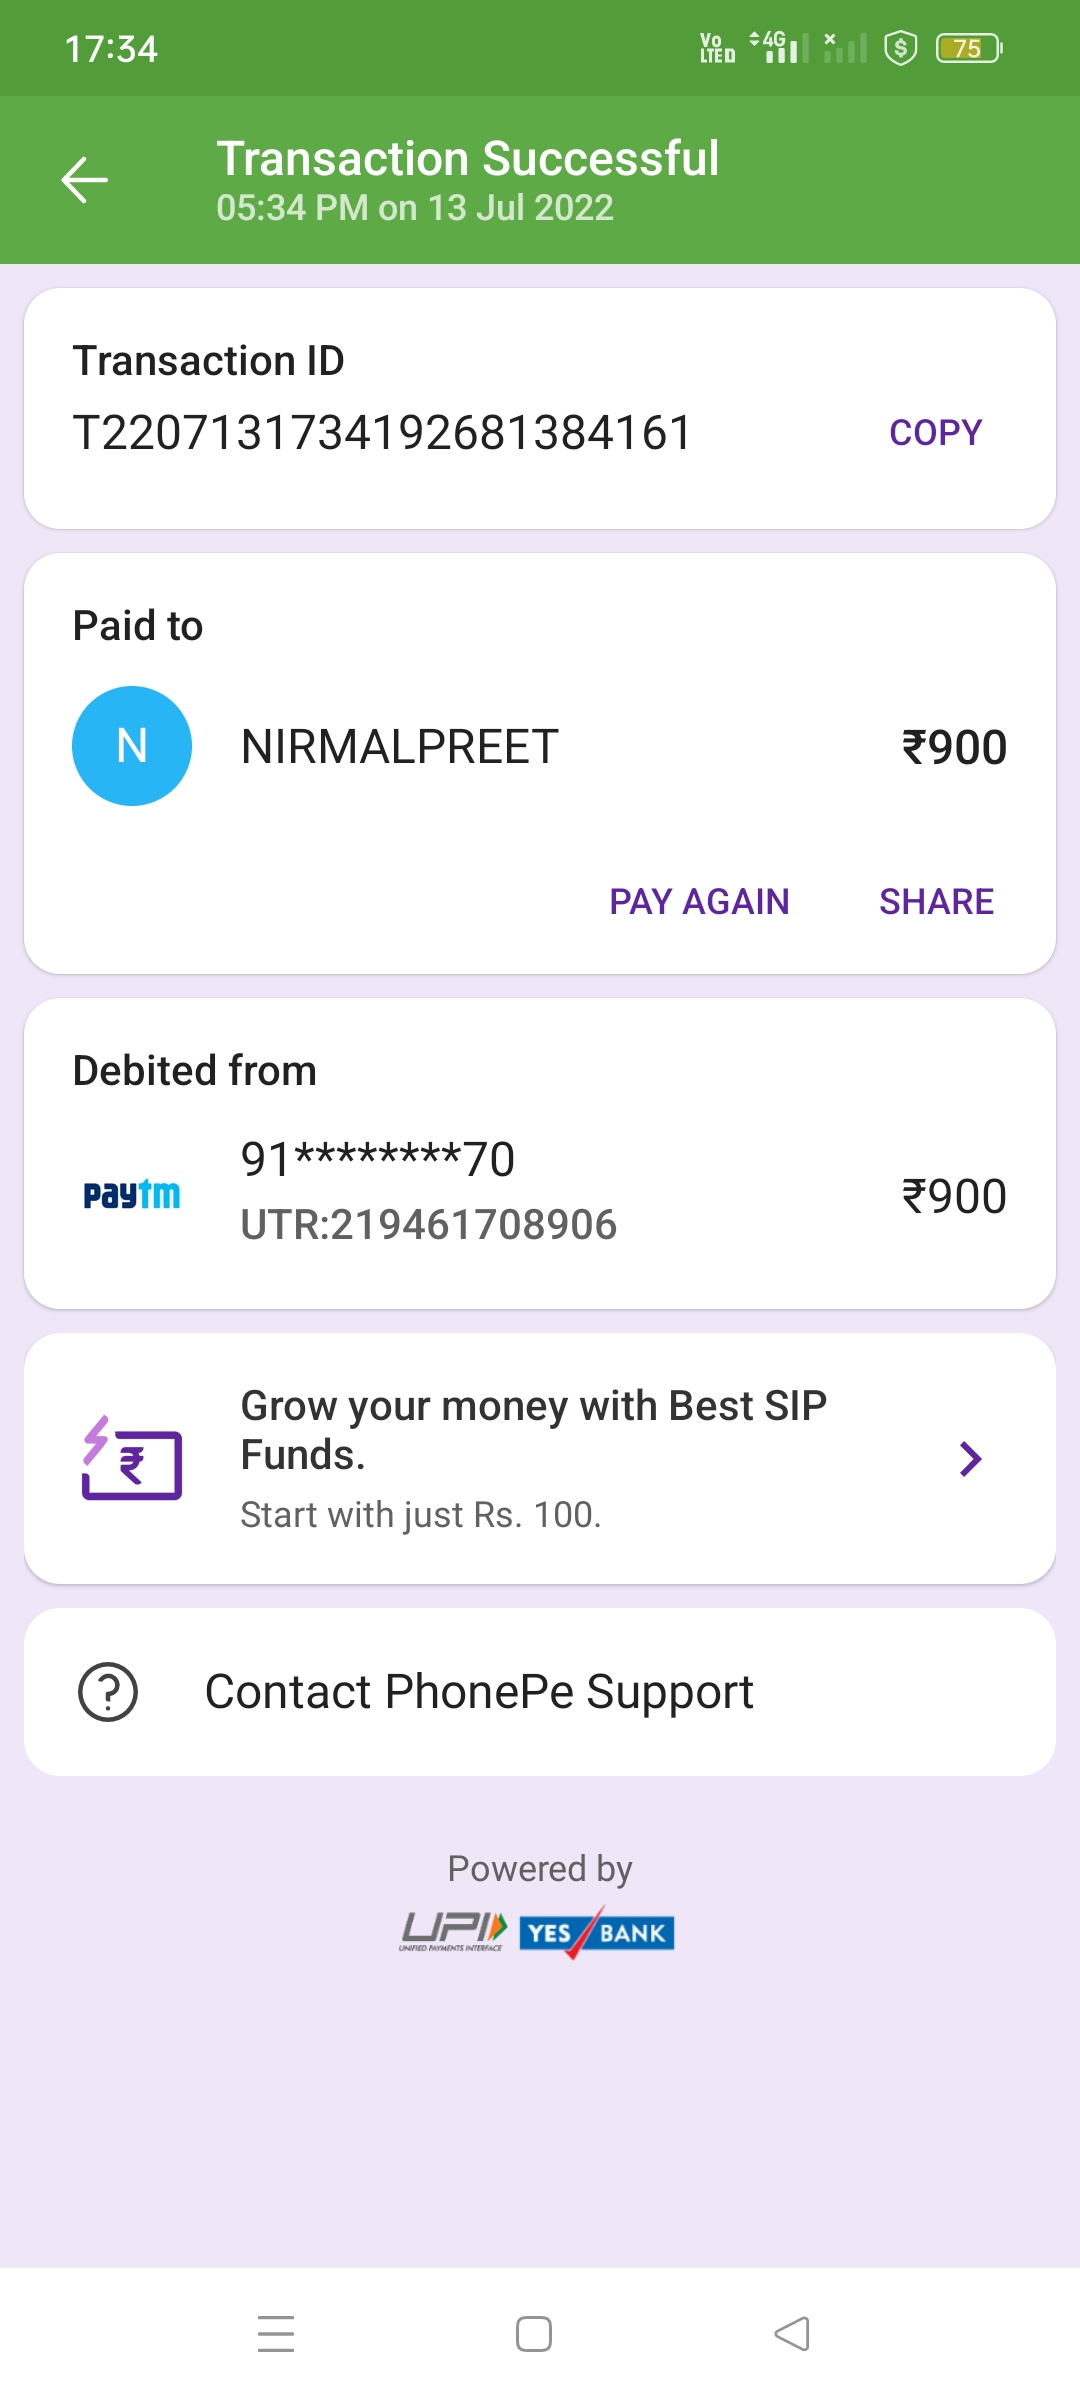 17:34
Vo LTE D 4G 75
Transaction Successful
05:34 PM on 13 Jul 2022
Transaction ID
T2207131734192681384161
COPY
Paid to
N
NIRMALPREET
₹900
PAY AGAIN SHARE
Debited from
paytm
91********70
UTR:219461708906
₹900
Grow your money with Best SIP
Funds.
Start with just Rs. 100.
Contact PhonePe Support
Powered by
UPI YES BANK
UNIFIED PAYMENTS INTERFACE